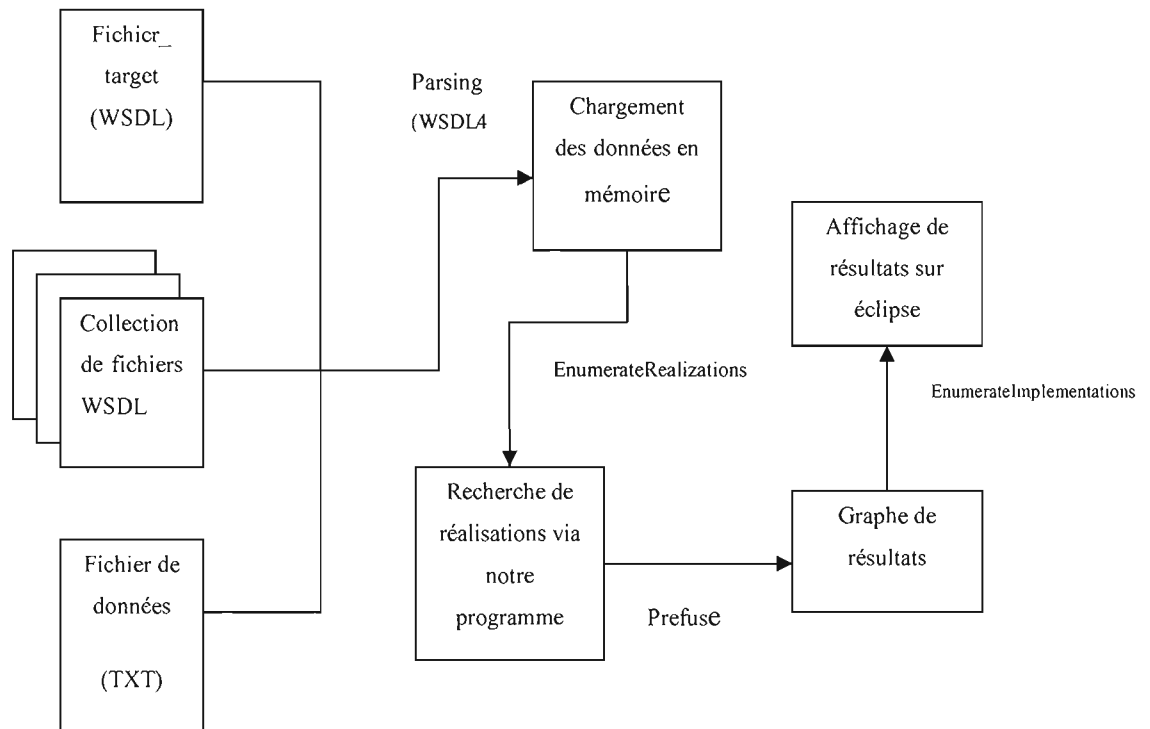 Fichier_
target
(WSDL)
Collection
de fichiers
WSDL
Fichier de
données
(TXT)
Parsing
(WSDL4
Chargement
des données en
mémoire
EnumerateRealizations
Recherche de
réalisations via
notre
programme
Prefuse
Graphe de
résultats
EnumerateImplementations
Affichage de
résultats sur
éclipse